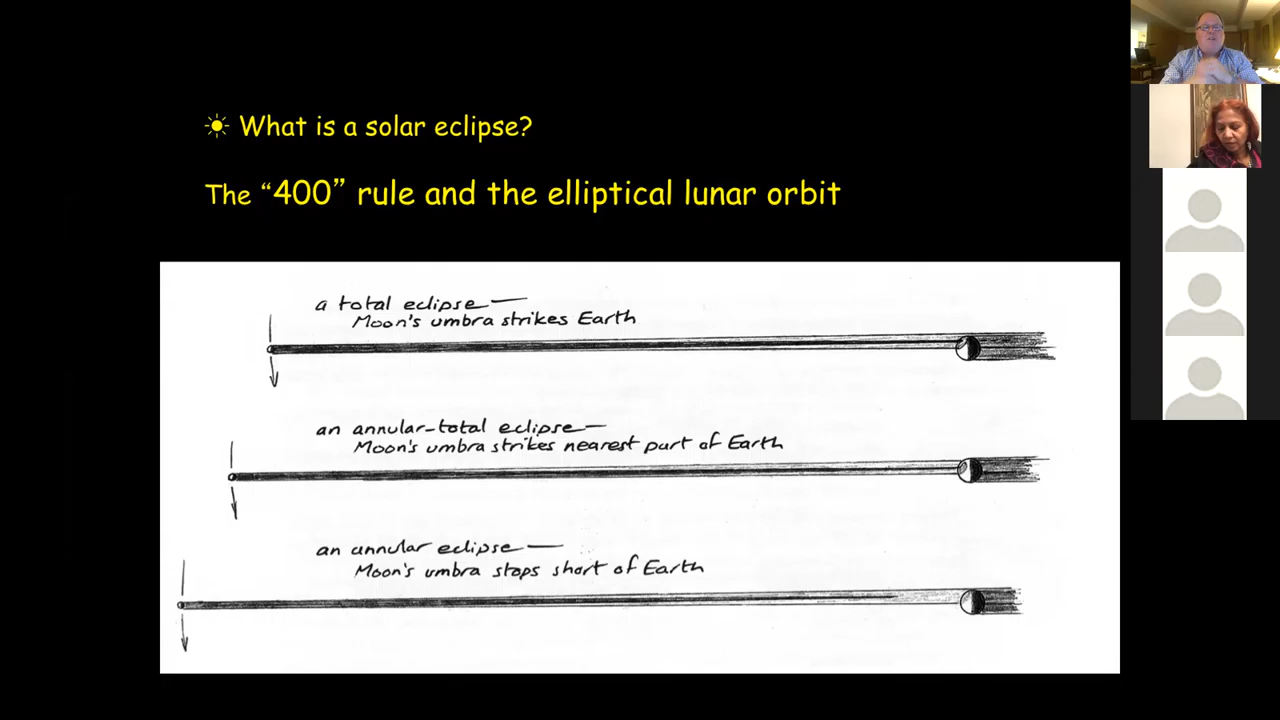 ☀ What is a solar eclipse?
The “400” rule and the elliptical lunar orbit
a total eclipse —
Moon's umbra strikes Earth
an annular-total eclipse —
Moon's umbra strikes nearest part of Earth
an annular eclipse —
Moon's umbra stops short of Earth